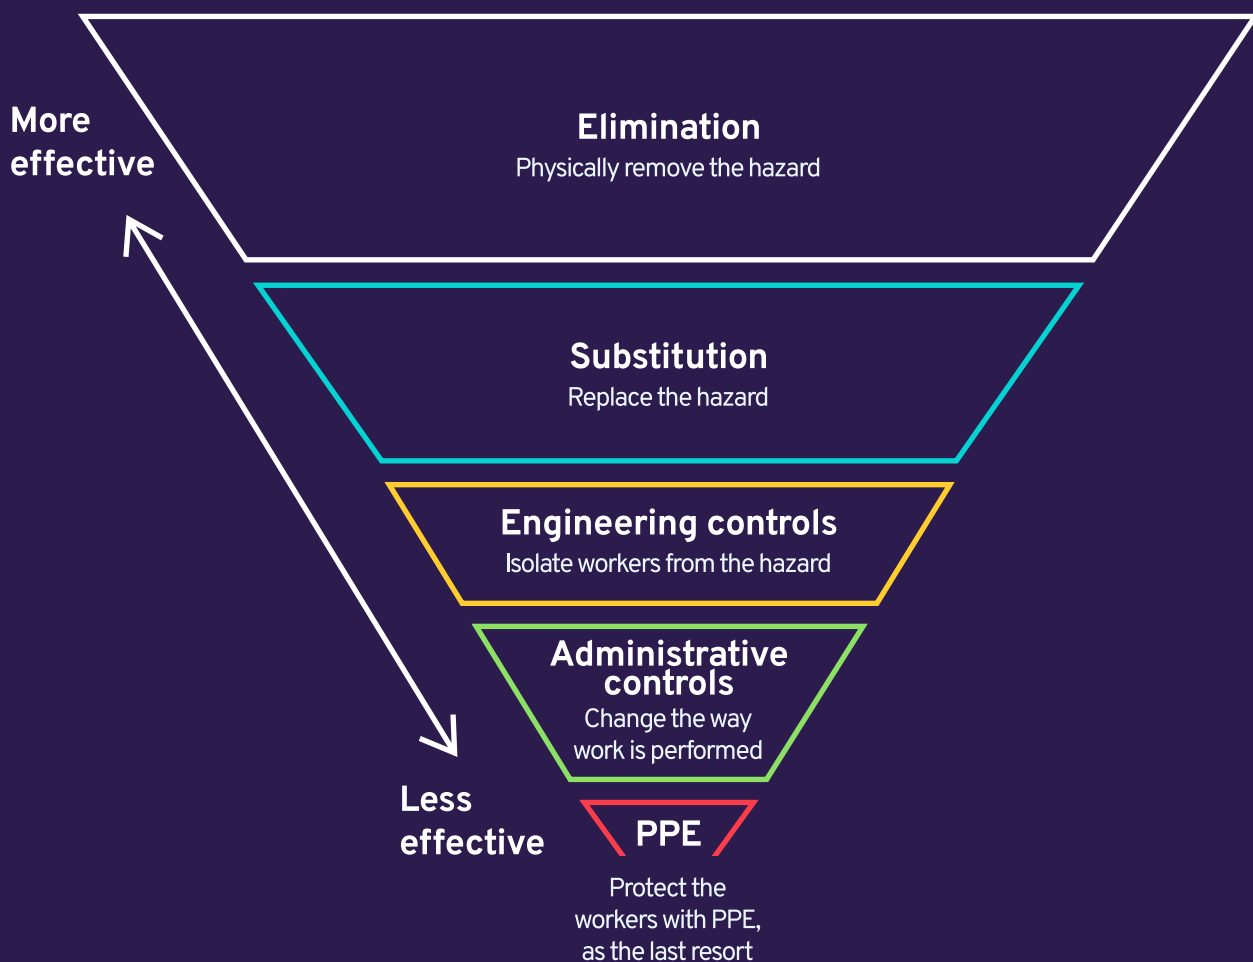 More
effective
Elimination
Physically remove the hazard
Substitution
Replace the hazard
Engineering controls
Isolate workers from the hazard
Administrative
controls
Change the way
work is performed
Less
effective
PPE
Protect the
workers with PPE,
as the last resort